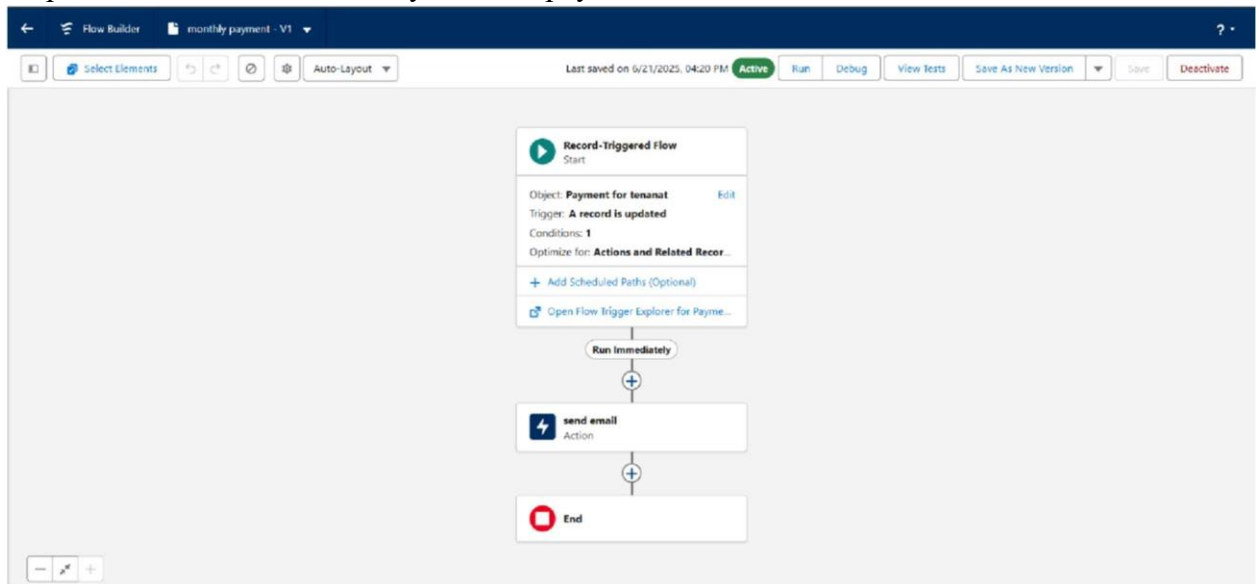 Flow Builder monthly payment - V1 ?
Select Elements Auto-Layout Last saved on 6/21/2025, 04:20 PM Active Run Debug View Tests Save As New Version Save Deactivate
Record-Triggered Flow
Start
Object: Payment for tenanat Edit
Trigger: A record is updated
Conditions: 1
Optimize for: Actions and Related Recor...
+ Add Scheduled Paths (Optional)
Open Flow Trigger Explorer for Payme...
Run Immediately
send email
Action
End